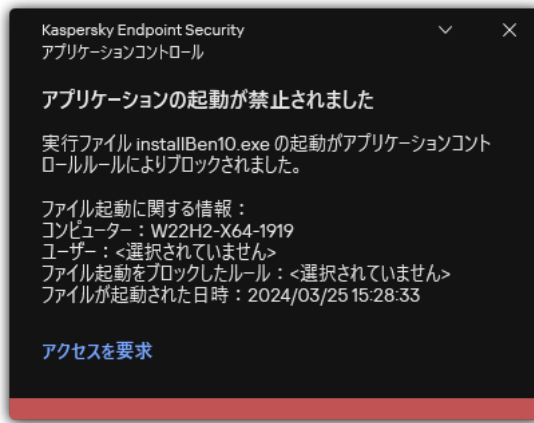 Kaspersky Endpoint Security
アプリケーションコントロール
アプリケーションの起動が禁止されました
実行ファイル installBen10.exe の起動がアプリケーションコント
ロールルールによりブロックされました。
ファイル起動に関する情報：
コンピューター：W22H2-X64-1919
ユーザー：<選択されていません>
ファイル起動をブロックしたルール：<選択されていません>
ファイルが起動された日時：2024/03/25 15:28:33
アクセスを要求